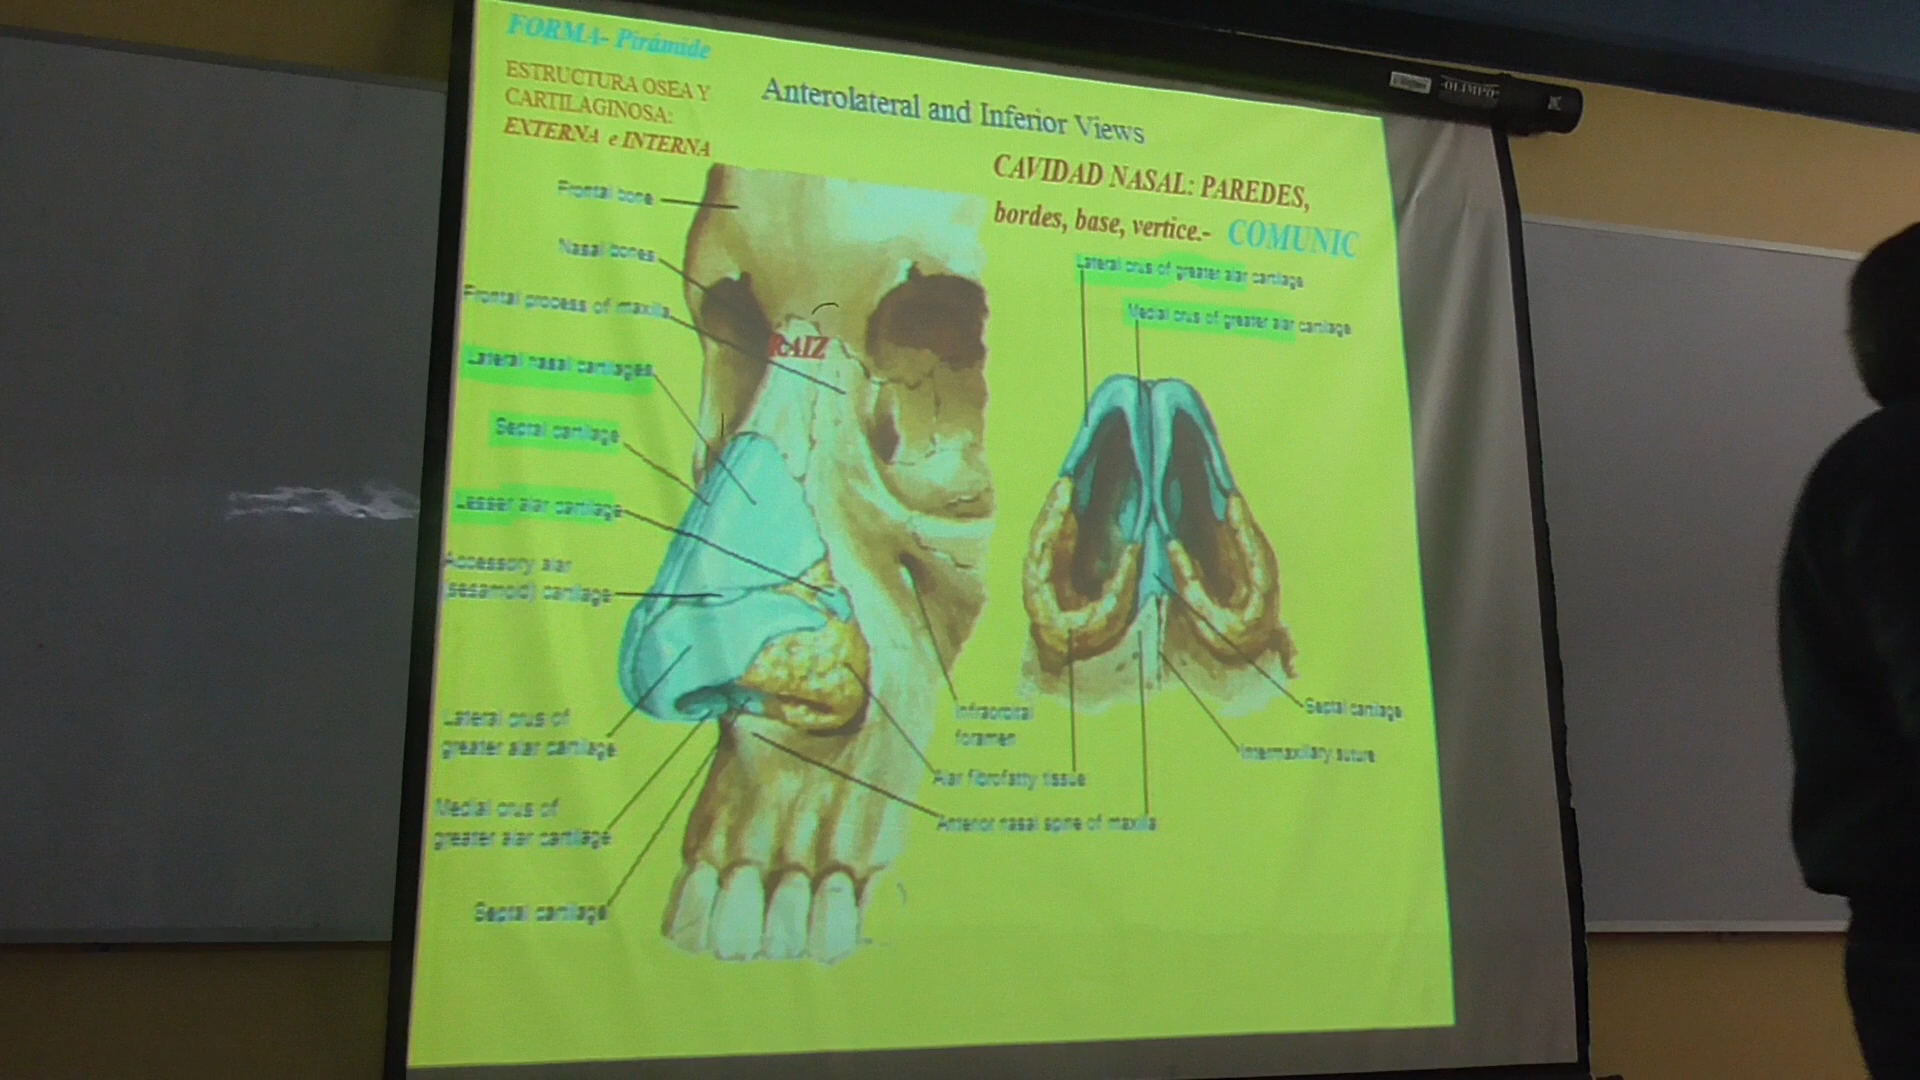 FORMA- Pirámide
ESTRUCTURA OSEA Y
CARTILAGINOSA:
EXTERNA e INTERNA
Anterolateral and Inferior Views
CAVIDAD NASAL: PAREDES,
bordes, base, vertice.- COMUNIC
Frontal bone
Nasal bones
Frontal process of maxilla
RAIZ
Lateral nasal cartilages
Septal cartilage
Lesser alar cartilage
Accessory alar
(sesamoid) cartilage
Lateral crus of
greater alar cartilage
Medial crus of
greater alar cartilage
Septal cartilage
Lateral crus of greater alar cartilage
Medial crus of greater alar cartilage
Infraorbital
foramen
Alar fibrofatty tissue
Anterior nasal spine of maxilla
Septal cartilage
Intermaxillary suture
OLIMPO